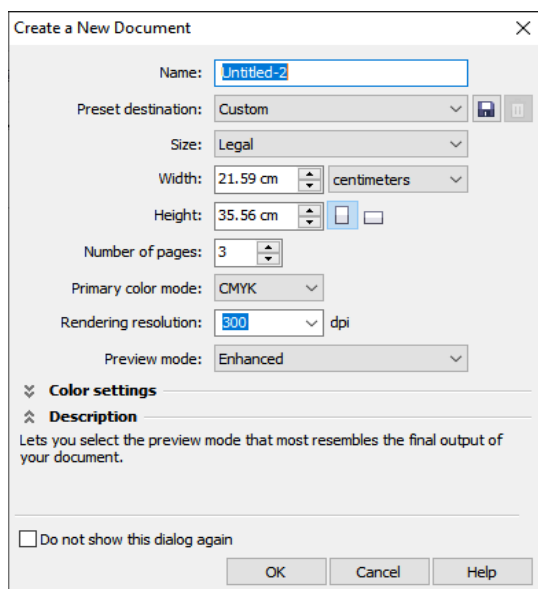 Create a New Document
Name: Untitled-2
Preset destination: Custom
Size: Legal
Width: 21.59 cm centimeters
Height: 35.56 cm
Number of pages: 3
Primary color mode: CMYK
Rendering resolution: 300 dpi
Preview mode: Enhanced
Color settings
Description
Lets you select the preview mode that most resembles the final output of
your document.
Do not show this dialog again
OK Cancel Help